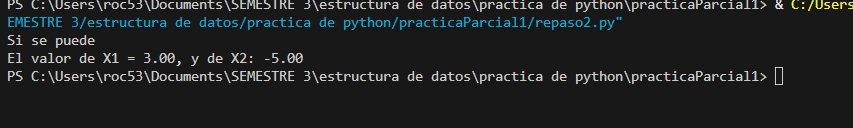 PS C:\Users\roc53\Documents\SEMESTRE 3\estructura de datos\practica de python\practicaParcial1> & C:/Users
EMESTRE 3/estructura de datos/practica de python/practicaParcial1/repaso2.py"
Si se puede
El valor de X1 = 3.00, y de X2: -5.00
PS C:\Users\roc53\Documents\SEMESTRE 3\estructura de datos\practica de python\practicaParcial1>